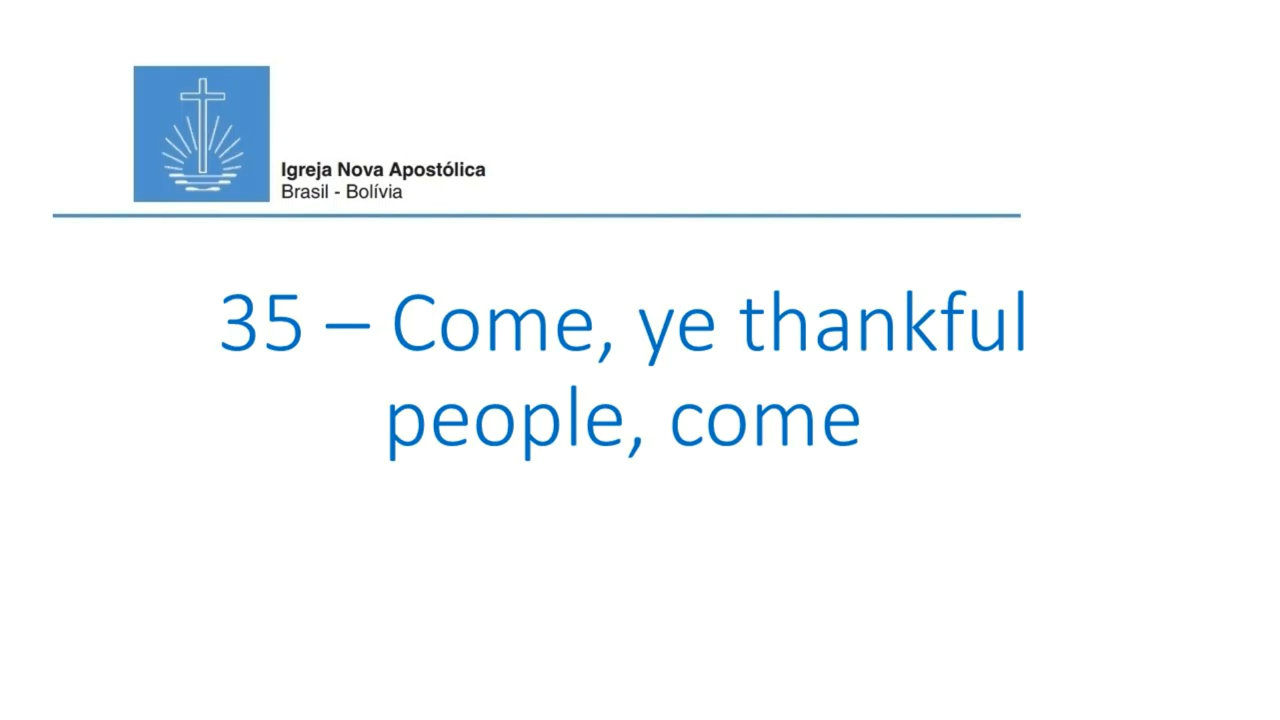 Igreja Nova Apostólica
Brasil - Bolívia
35 – Come, ye thankful
people, come